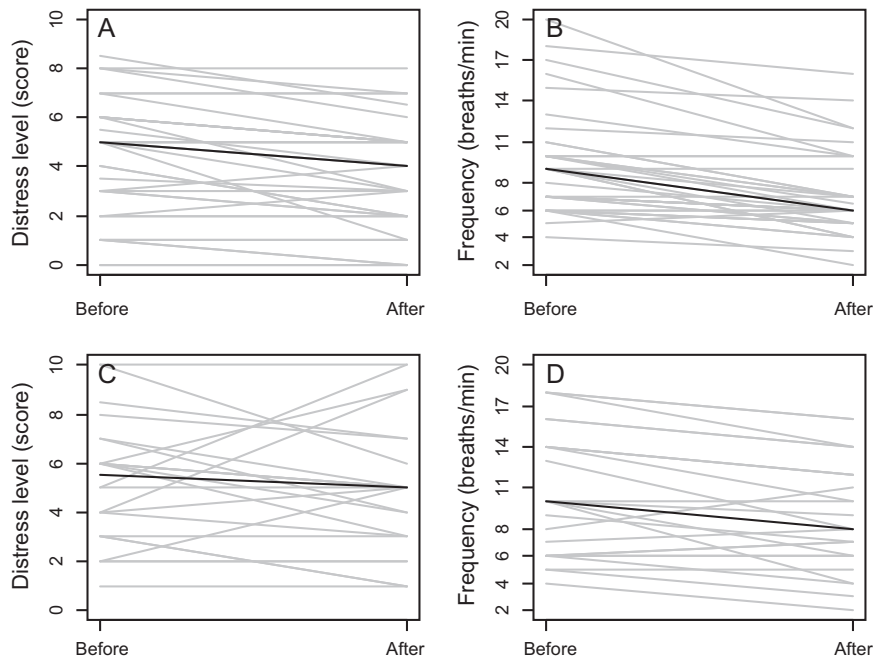 A
Distress level (score)
10
8
6
4
2
0
Before
After
B
Frequency (breaths/min)
20
17
14
11
8
6
4
2
Before
After
C
Distress level (score)
10
8
6
4
2
0
Before
After
D
Frequency (breaths/min)
20
17
14
11
8
6
4
2
Before
After